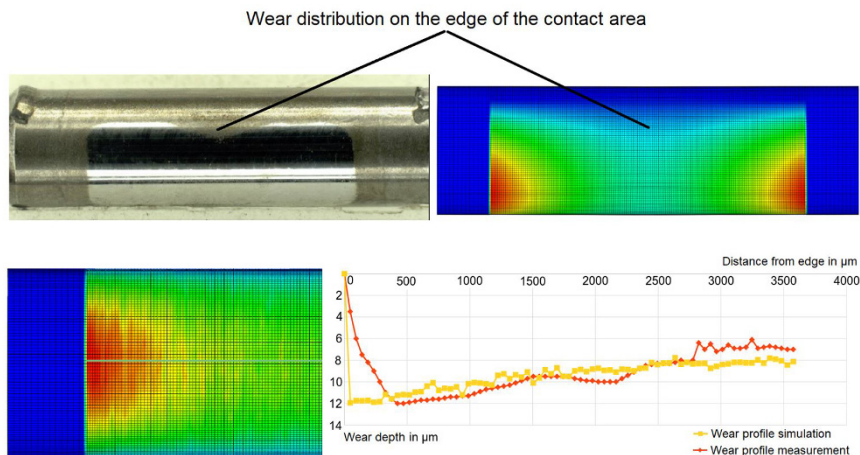 Wear distribution on the edge of the contact area
Distance from edge in µm
0 500 1000 1500 2000 2500 3000 3500 4000
2
4
6
8
10
12
14
Wear depth in µm
Wear profile simulation
Wear profile measurement